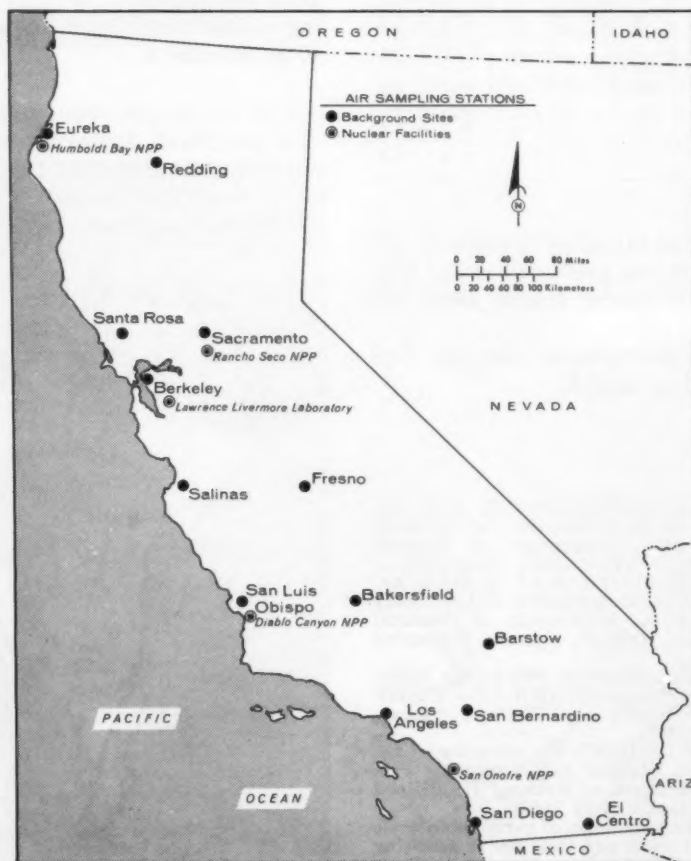 OREGON
IDAHO
AIR SAMPLING STATIONS
Background Sites
Nuclear Facilities
N
0 20 40 60 80 Miles
0 20 40 60 80 100 Kilometers
Eureka
Humboldt Bay NPP
Redding
Santa Rosa
Sacramento
Rancho Seco NPP
Berkeley
Lawrence Livermore Laboratory
NEVADA
Salinas
Fresno
San Luis
Obispo
Diablo Canyon NPP
Bakersfield
Barstow
Los
Angeles
San Bernardino
PACIFIC
OCEAN
San Onofre NPP
ARIZ
San Diego
El
Centro
MEXICO